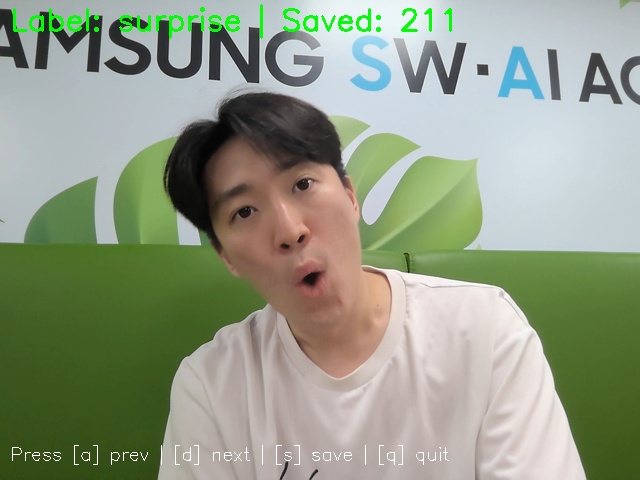 Label: surprise | Saved: 211
AMSUNG SW·AI AC
Press [a] prev | [d] next | [s] save | [q] quit